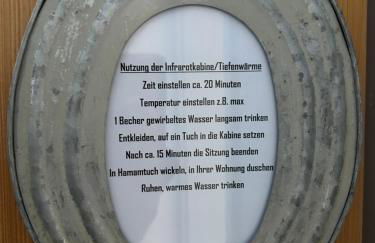 Nutzung der Infrarotkabine/Tiefenwärme
Zeit einstellen ca. 20 Minuten
Temperatur einstellen z.B. max
1 Becher gewirbeltes Wasser langsam trinken
Entkleiden, auf ein Tuch in die Kabine setzen
Nach ca. 15 Minuten die Sitzung beenden
In Hamamtuch wickeln, in Ihrer Wohnung duschen
Ruhen, warmes Wasser trinken